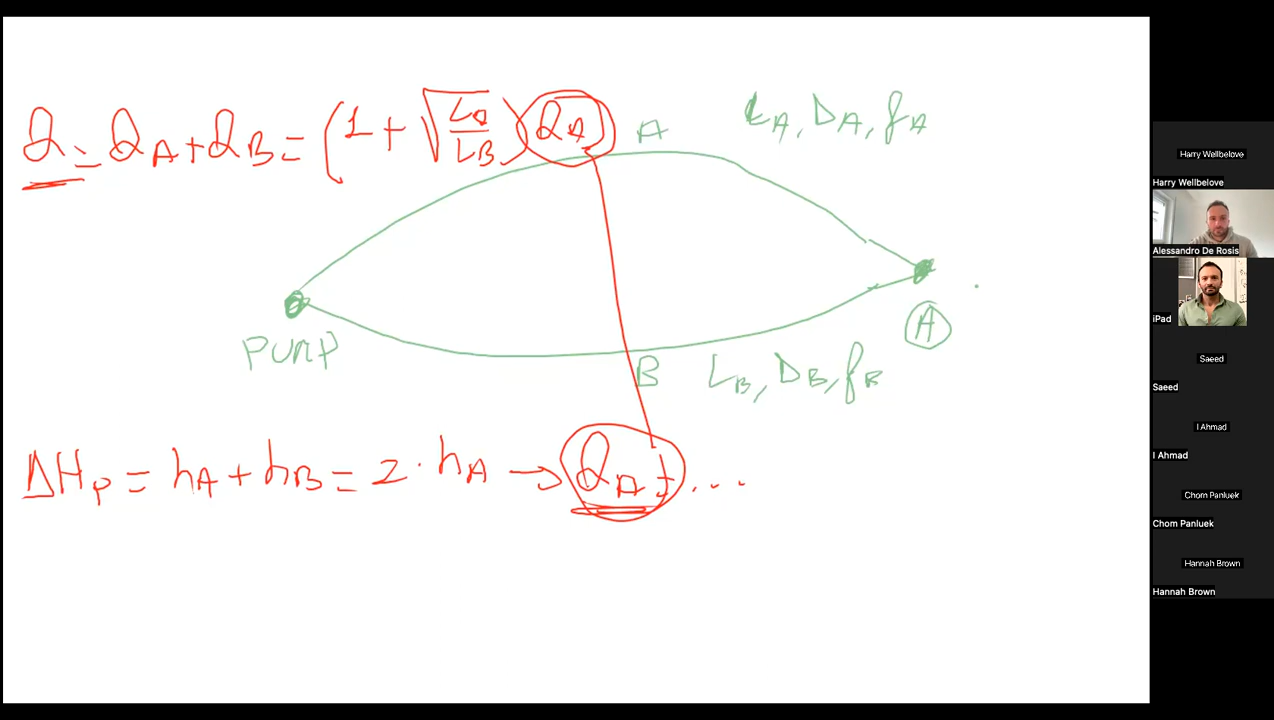 Q = QA + QB = (1 + √(LA/LB)) QA
A
LA, DA, fA
PUMP
A
B
LB, DB, fB
ΔHp = hA + hB = 2 · hA → QA = ...
Harry Wellbelove
Harry Wellbelove
Alessandro De Rosis
iPad
Saeed
Saeed
I Ahmad
I Ahmad
Chom Panluek
Chom Panluek
Hannah Brown
Hannah Brown